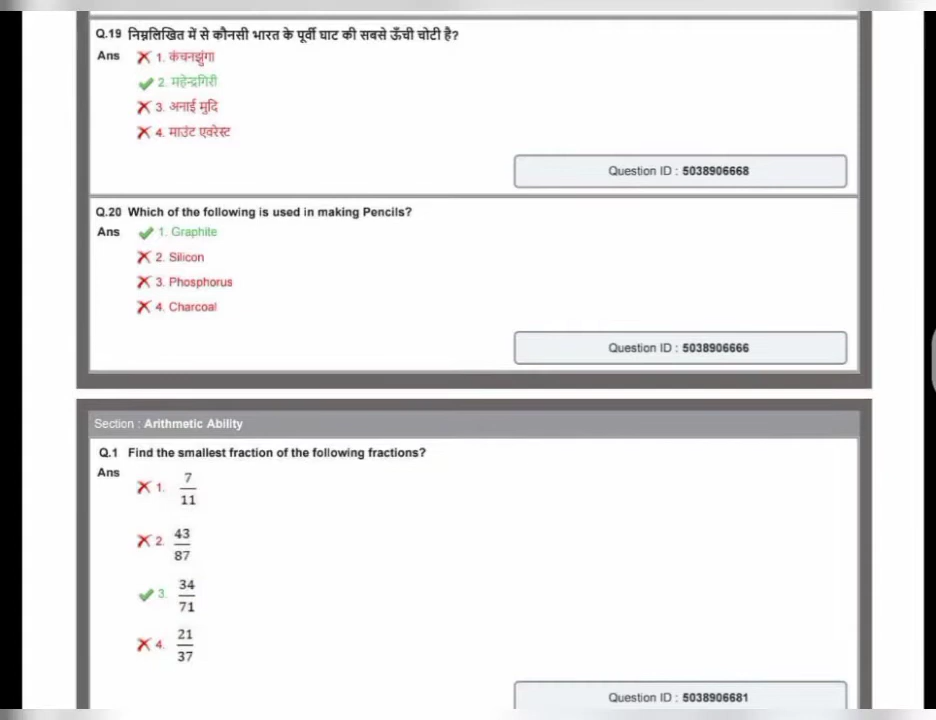 Q.19 निम्नलिखित में से कौनसी भारत के पूर्वी घाट की सबसे ऊँची चोटी है?
Ans 1. कंचनझुंगा
2. महेन्द्रगिरी
3. अनाई मुदि
4. माउंट एवरेस्ट
Question ID : 5038906668
Q.20 Which of the following is used in making Pencils?
Ans 1. Graphite
2. Silicon
3. Phosphorus
4. Charcoal
Question ID : 5038906666
Section : Arithmetic Ability
Q.1 Find the smallest fraction of the following fractions?
Ans
1. 7/11
2. 43/87
3. 34/71
4. 21/37
Question ID : 5038906681